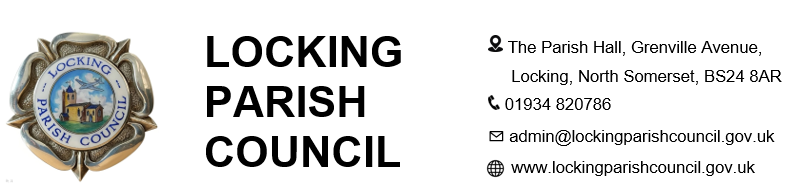 LOCKING
PARISH COUNCIL
LOCKING
PARISH
COUNCIL
The Parish Hall, Grenville Avenue,
Locking, North Somerset, BS24 8AR
01934 820786
admin@lockingparishcouncil.gov.uk
www.lockingparishcouncil.gov.uk